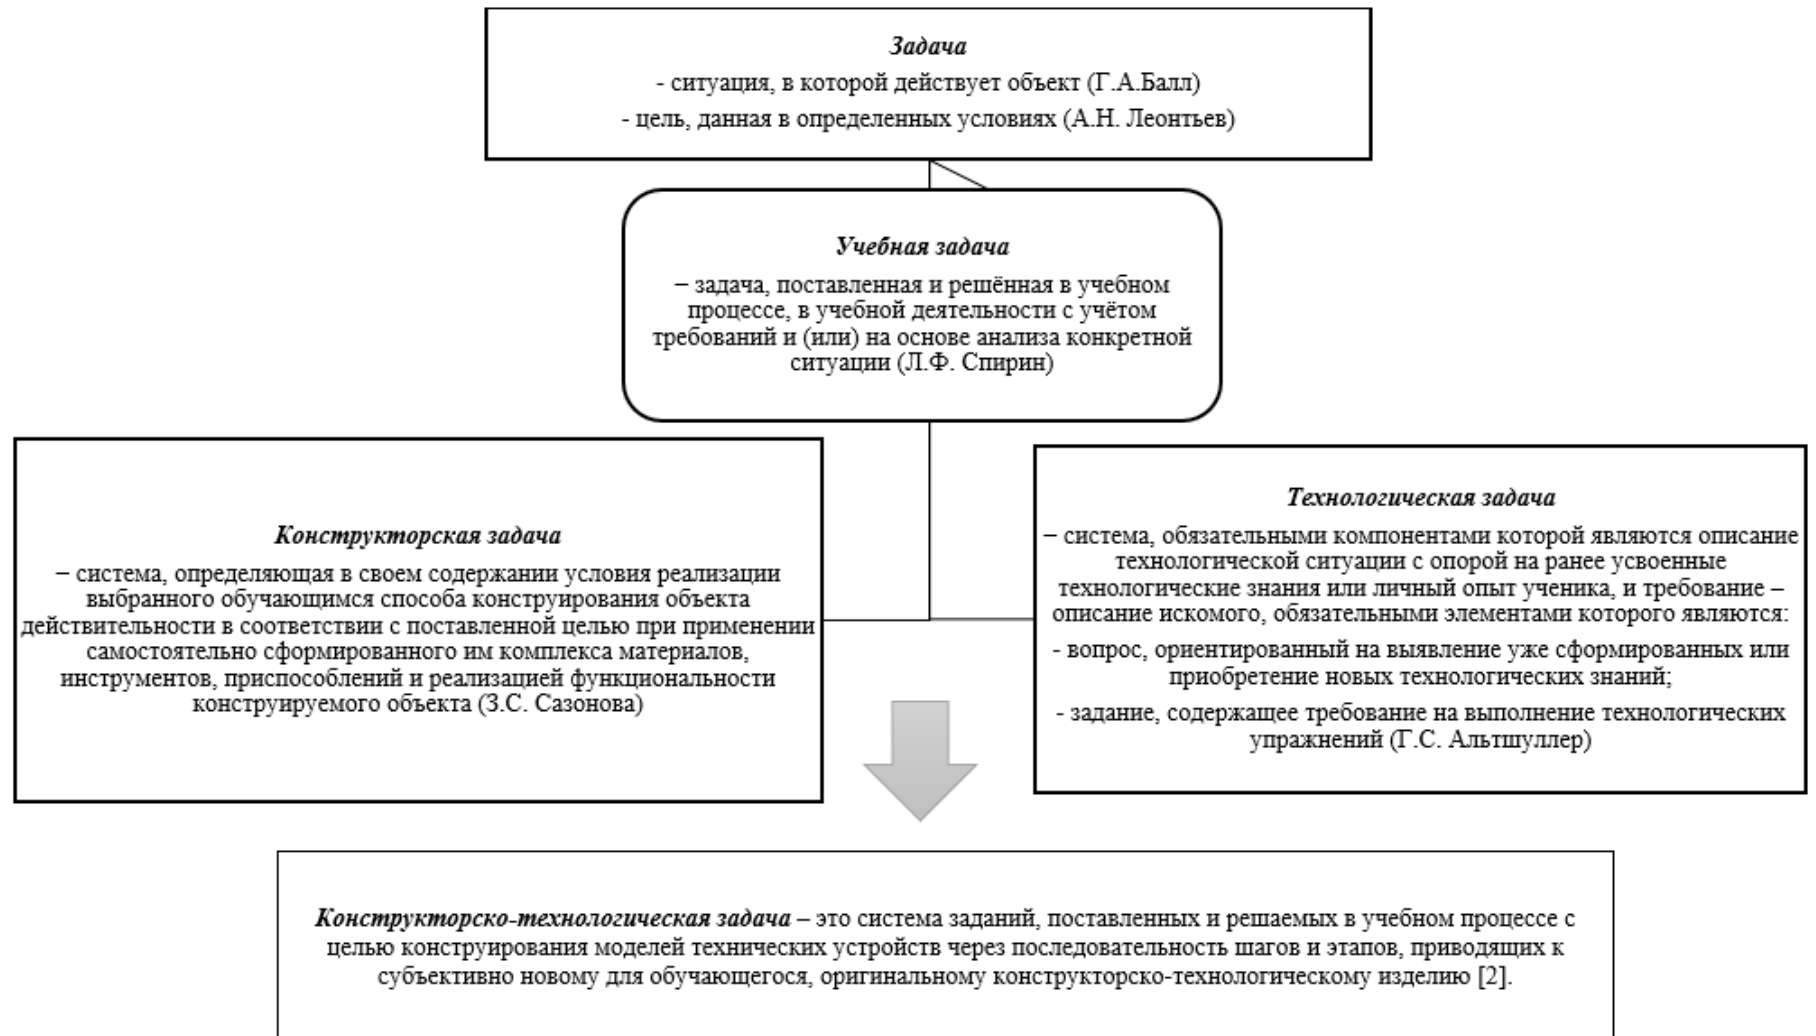 Задача
- ситуация, в которой действует объект (Г.А.Балл)
- цель, данная в определенных условиях (А.Н. Леонтьев)
Учебная задача
– задача, поставленная и решённая в учебном
процессе, в учебной деятельности с учётом
требований и (или) на основе анализа конкретной
ситуации (Л.Ф. Спирин)
Конструкторская задача
– система, определяющая в своем содержании условия реализации
выбранного обучающимся способа конструирования объекта
действительности в соответствии с поставленной целью при применении
самостоятельно сформированного им комплекса материалов,
инструментов, приспособлений и реализацией функциональности
конструируемого объекта (З.С. Сазонова)
Технологическая задача
– система, обязательными компонентами которой являются описание
технологической ситуации с опорой на ранее усвоенные
технологические знания или личный опыт ученика, и требование –
описание искомого, обязательными элементами которого являются:
- вопрос, ориентированный на выявление уже сформированных или
приобретение новых технологических знаний;
- задание, содержащее требование на выполнение технологических
упражнений (Г.С. Альтшуллер)
Конструкторско-технологическая задача – это система заданий, поставленных и решаемых в учебном процессе с
целью конструирования моделей технических устройств через последовательность шагов и этапов, приводящих к
субъективно новому для обучающегося, оригинальному конструкторско-технологическому изделию [2].